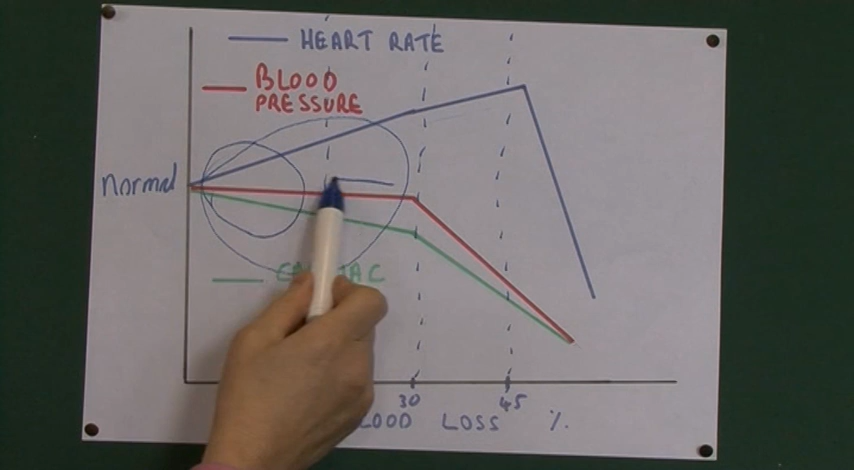 HEART RATE
BLOOD
PRESSURE
normal
30
45
LOSS %.